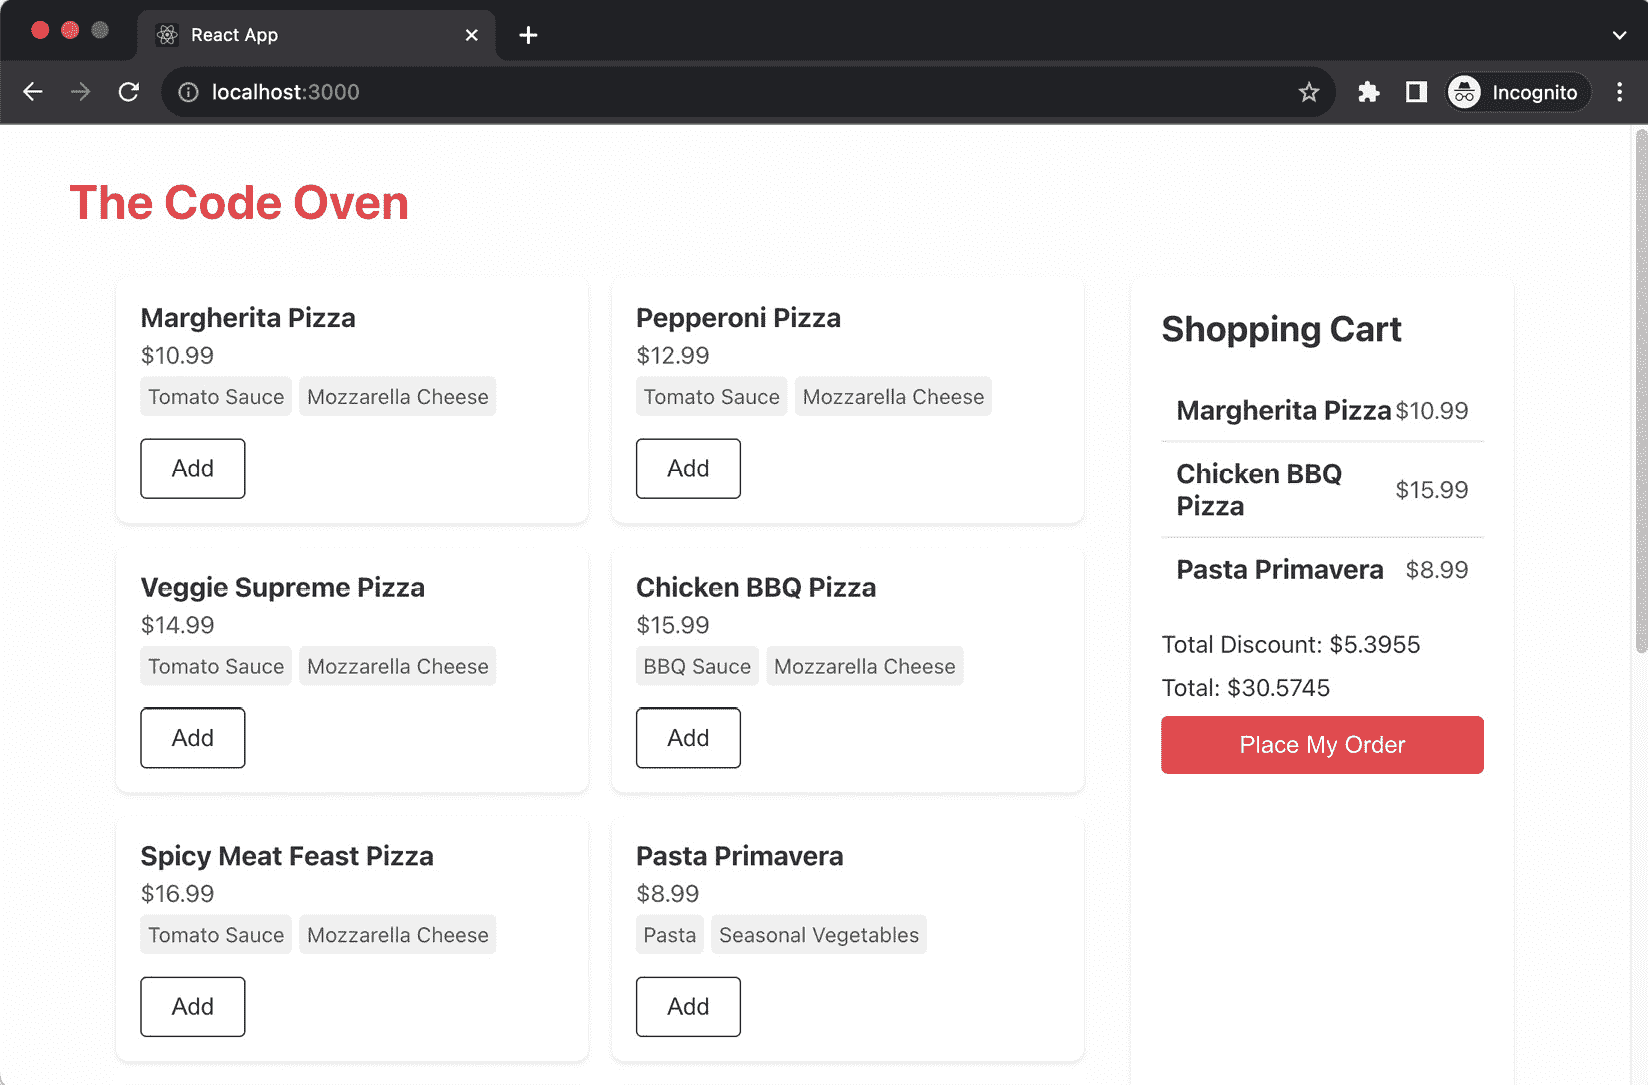 React App
localhost:3000
Incognito
The Code Oven
Margherita Pizza
$10.99
Tomato Sauce Mozzarella Cheese
Add
Pepperoni Pizza
$12.99
Tomato Sauce Mozzarella Cheese
Add
Veggie Supreme Pizza
$14.99
Tomato Sauce Mozzarella Cheese
Add
Chicken BBQ Pizza
$15.99
BBQ Sauce Mozzarella Cheese
Add
Spicy Meat Feast Pizza
$16.99
Tomato Sauce Mozzarella Cheese
Add
Pasta Primavera
$8.99
Pasta Seasonal Vegetables
Add
Shopping Cart
Margherita Pizza $10.99
Chicken BBQ
Pizza
$15.99
Pasta Primavera $8.99
Total Discount: $5.3955
Total: $30.5745
Place My Order